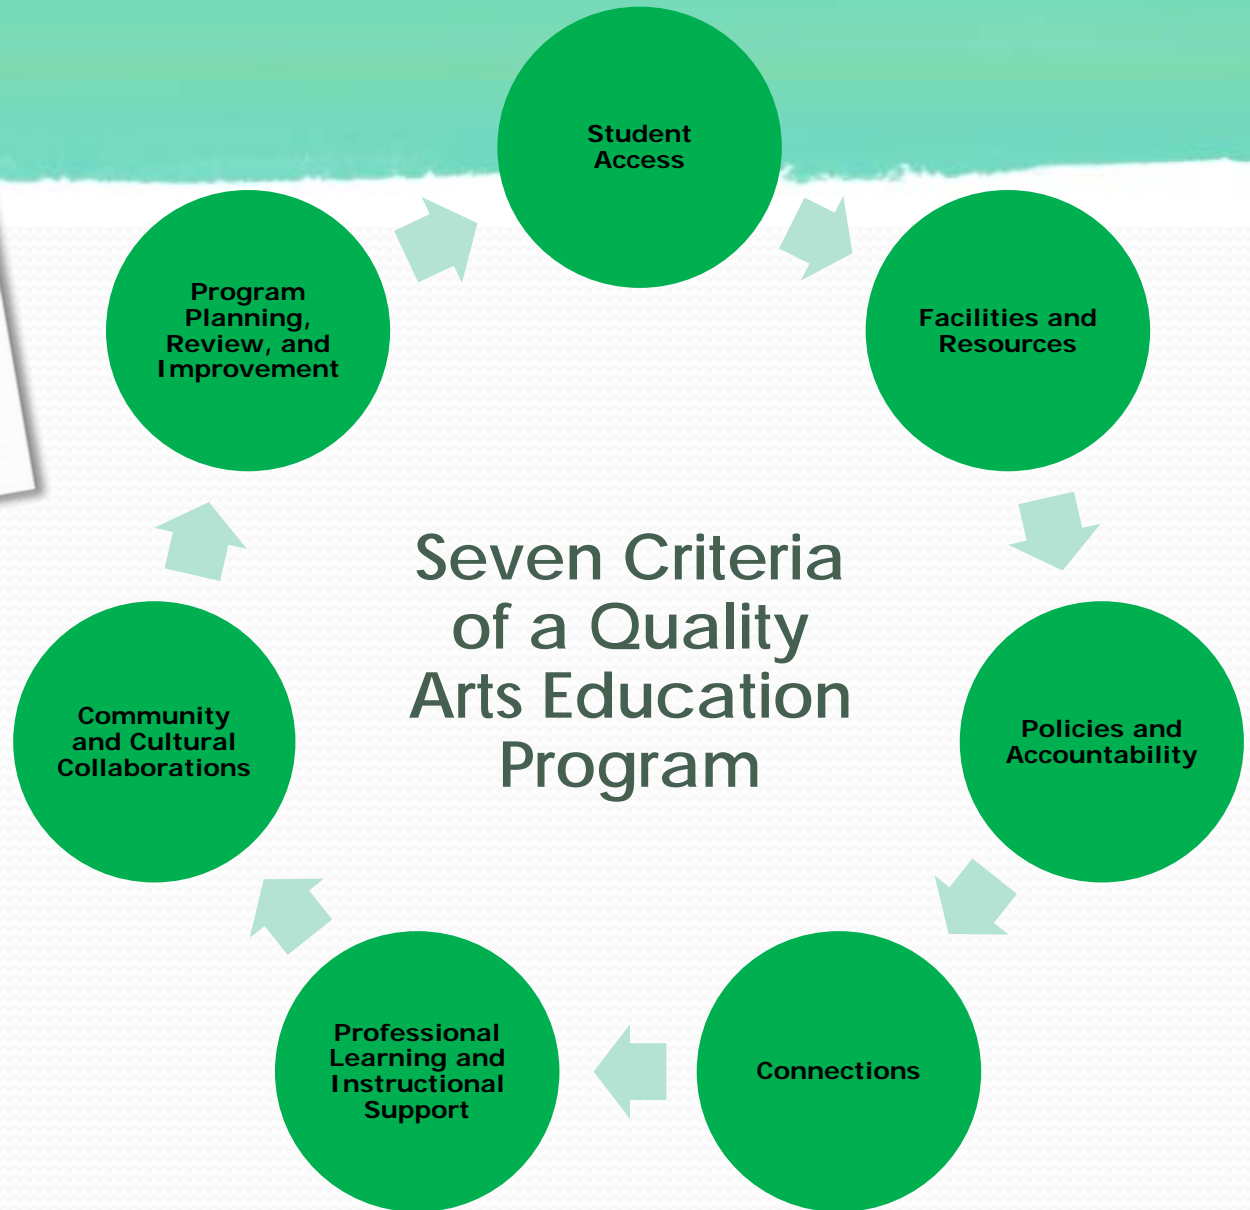 Student
Access
Facilities and
Resources
Policies and
Accountability
Connections
Professional
Learning and
Instructional
Support
Community
and Cultural
Collaborations
Program
Planning,
Review, and
Improvement
Seven Criteria
of a Quality
Arts Education
Program